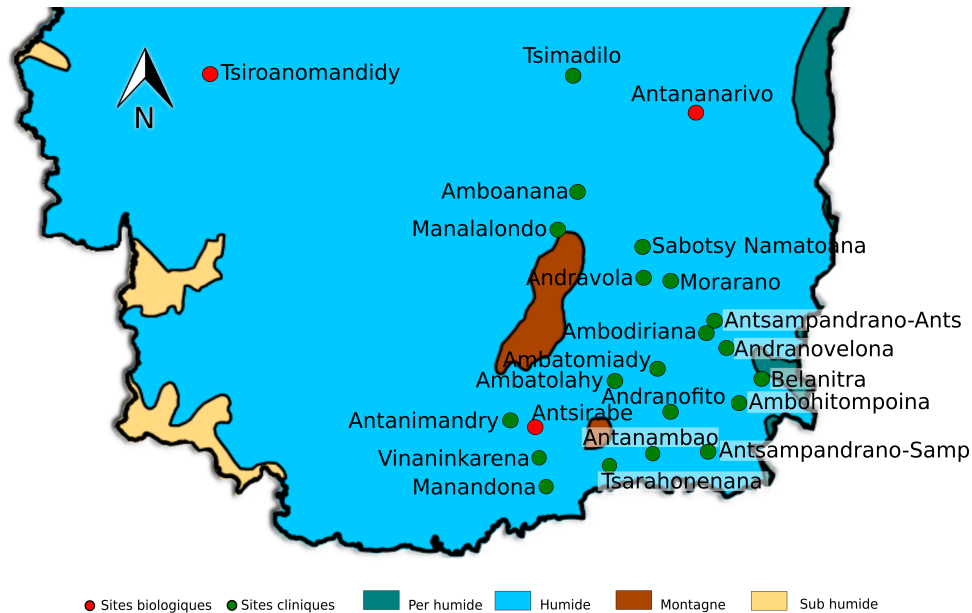 Tsimadilo
Tsiroanomandidy
Antananarivo
N
Amboanana
Manalalondo
Sabotsy Namatoana
Andravola
Morarano
Antsampandrano-Ants
Ambodiriana
Andranovelona
Ambatomiady
Ambatolahy
Belanitra
Andranofito
Ambohitompoina
Antanimandry
Antsirabe
Antanambao
Antsampandrano-Samp
Vinaninkarena
Tsarahonenana
Manandona
Sites biologiques
Sites cliniques
Per humide
Humide
Montagne
Sub humide